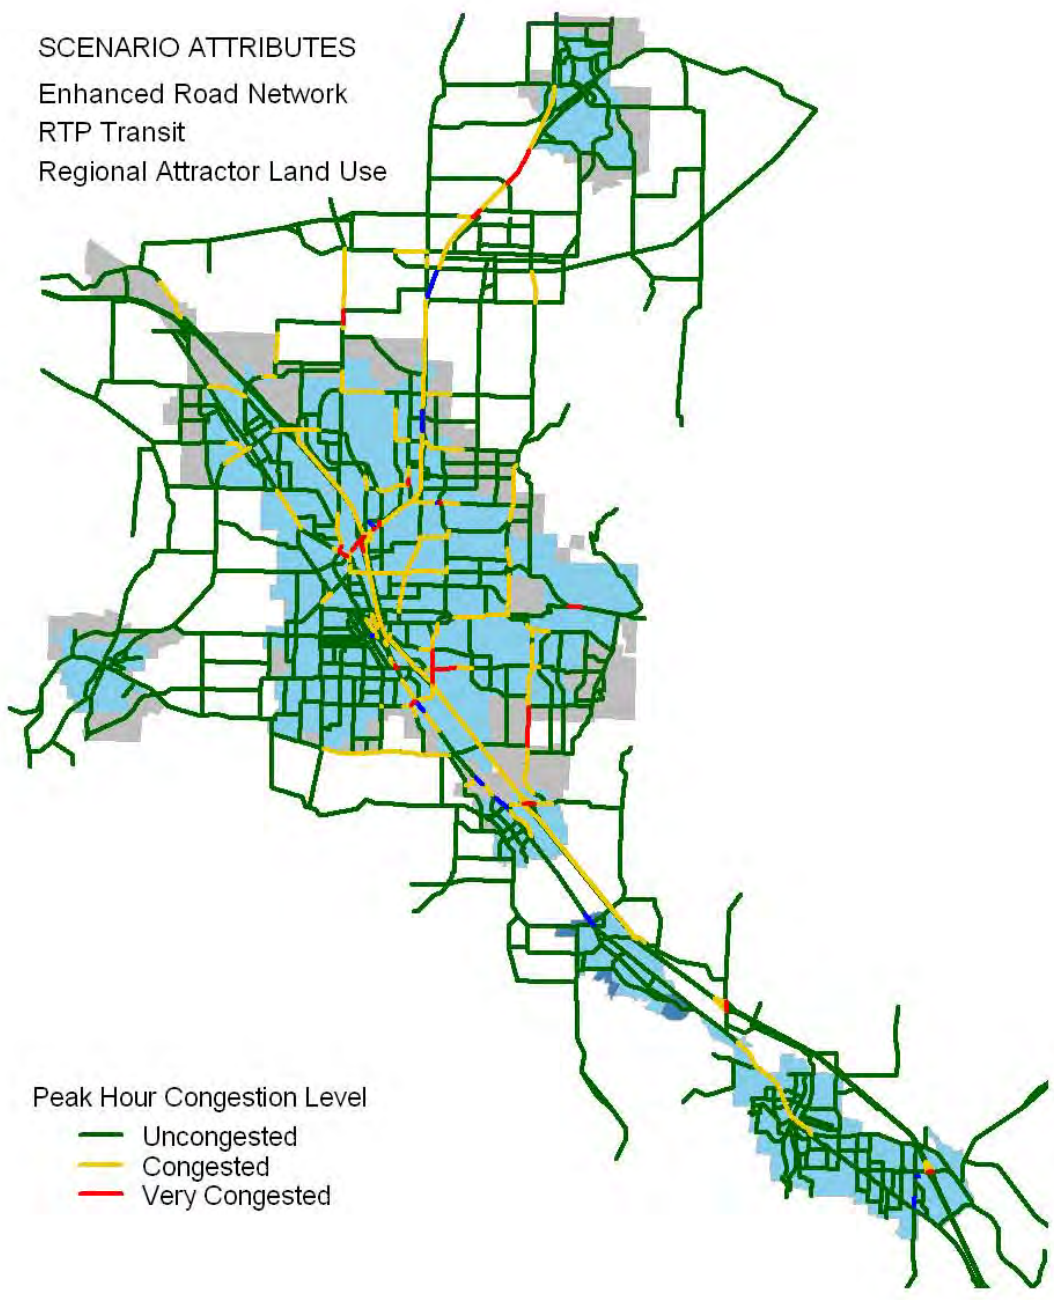 SCENARIO ATTRIBUTES
Enhanced Road Network
RTP Transit
Regional Attractor Land Use
Peak Hour Congestion Level
Uncongested
Congested
Very Congested